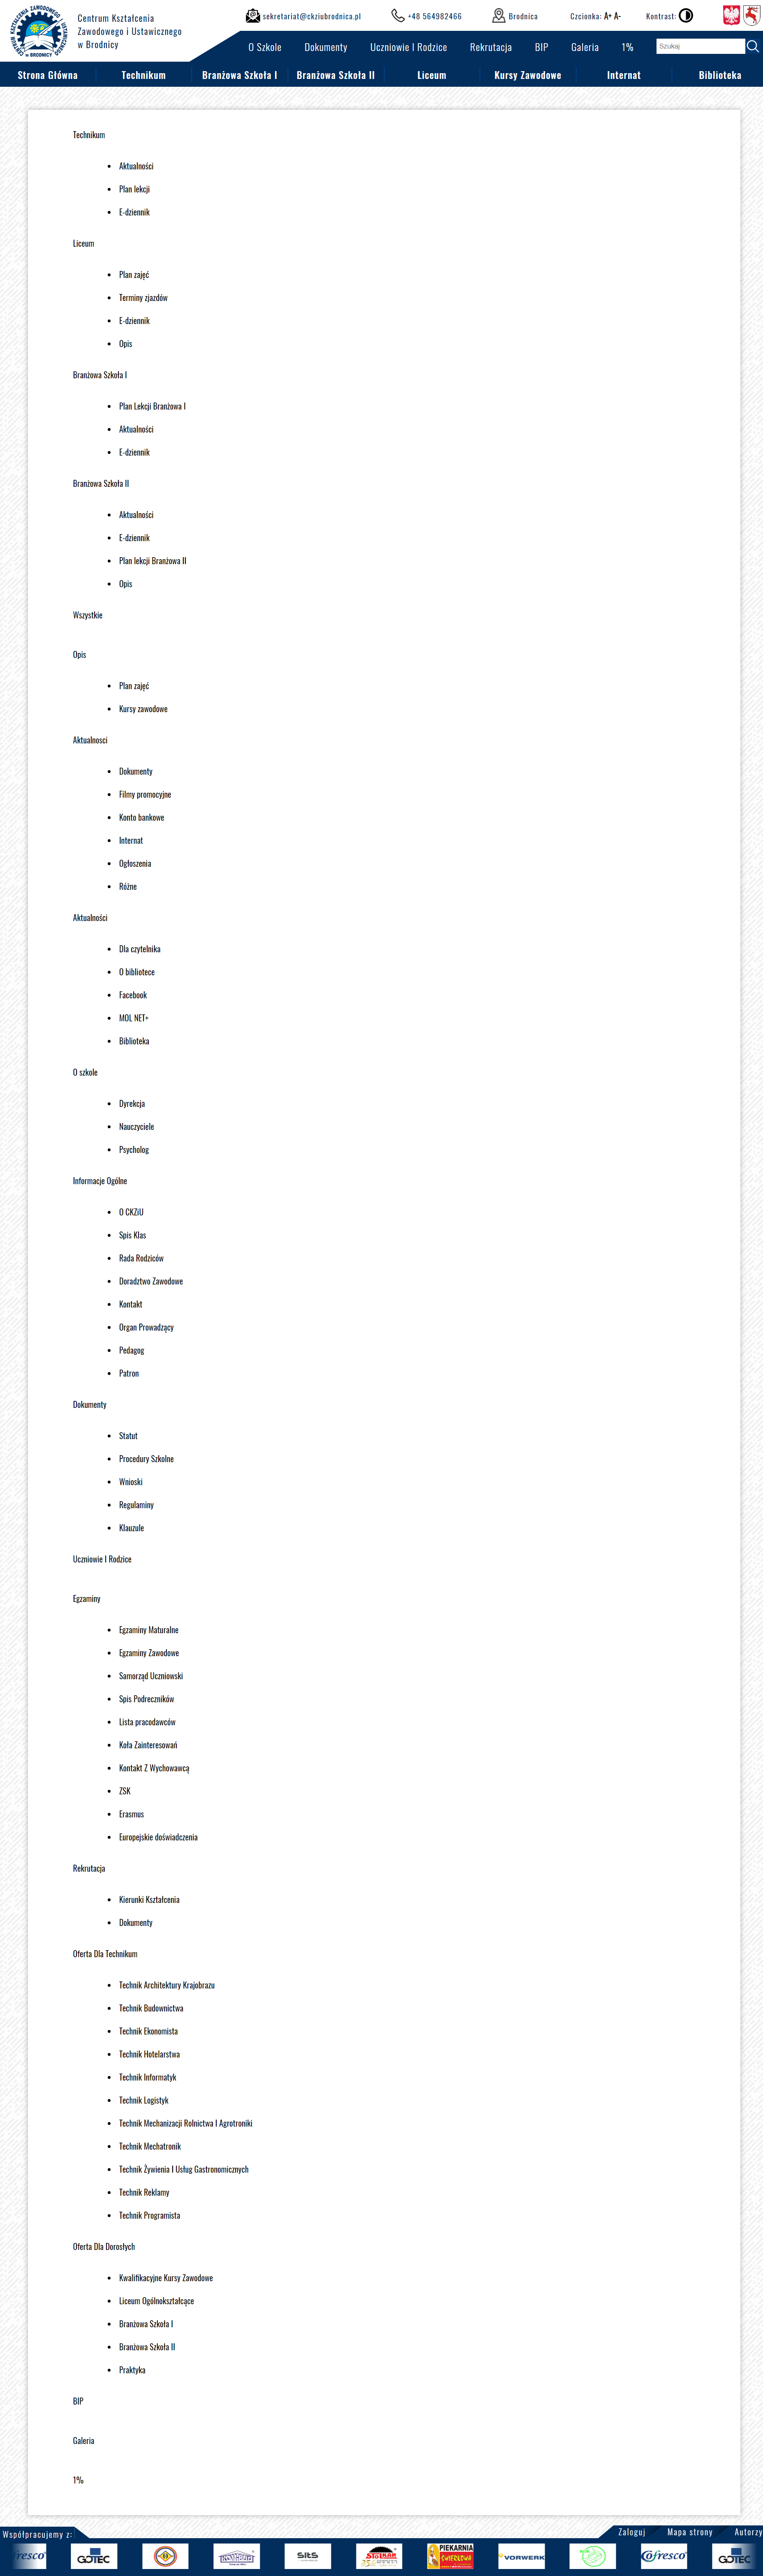 CENTRUM KSZTAŁCENIA ZAWODOWEGO I USTAWICZNEGO
w BRODNICY
Centrum Kształcenia
Zawodowego i Ustawicznego
w Brodnicy
sekretariat@ckziubrodnica.pl
+48 564982466
Brodnica
Czcionka: A+ A-
Kontrast:
O Szkole
Dokumenty
Uczniowie I Rodzice
Rekrutacja
BIP
Galeria
1%
Szukaj
Strona Główna
Technikum
Branżowa Szkoła I
Branżowa Szkoła II
Liceum
Kursy Zawodowe
Internat
Biblioteka
Technikum
Aktualności
Plan lekcji
E-dziennik
Liceum
Plan zajęć
Terminy zjazdów
E-dziennik
Opis
Branżowa Szkoła I
Plan Lekcji Branżowa I
Aktualności
E-dziennik
Branżowa Szkoła II
Aktualności
E-dziennik
Plan lekcji Branżowa II
Opis
Wszystkie
Opis
Plan zajęć
Kursy zawodowe
Aktualnosci
Dokumenty
Filmy promocyjne
Konto bankowe
Internat
Ogłoszenia
Różne
Aktualności
Dla czytelnika
O bibliotece
Facebook
MOL NET+
Biblioteka
O szkole
Dyrekcja
Nauczyciele
Psycholog
Informacje Ogólne
O CKZiU
Spis Klas
Rada Rodziców
Doradztwo Zawodowe
Kontakt
Organ Prowadzący
Pedagog
Patron
Dokumenty
Statut
Procedury Szkolne
Wnioski
Regulaminy
Klauzule
Uczniowie I Rodzice
Egzaminy
Egzaminy Maturalne
Egzaminy Zawodowe
Samorząd Uczniowski
Spis Podreczników
Lista pracodawców
Koła Zainteresowań
Kontakt Z Wychowawcą
ZSK
Erasmus
Europejskie doświadczenia
Rekrutacja
Kierunki Kształcenia
Dokumenty
Oferta Dla Technikum
Technik Architektury Krajobrazu
Technik Budownictwa
Technik Ekonomista
Technik Hotelarstwa
Technik Informatyk
Technik Logistyk
Technik Mechanizacji Rolnictwa I Agrotroniki
Technik Mechatronik
Technik Żywienia I Usług Gastronomicznych
Technik Reklamy
Technik Programista
Oferta Dla Dorosłych
Kwalifikacyjne Kursy Zawodowe
Liceum Ogólnokształcące
Branżowa Szkoła I
Branżowa Szkoła II
Praktyka
BIP
Galeria
1%
Współpracujemy z:
Zaloguj
Mapa strony
Autorzy
fresco
GOTEC
sits
PIEKARNIA
VORWERK
Cofresco
GOTEC